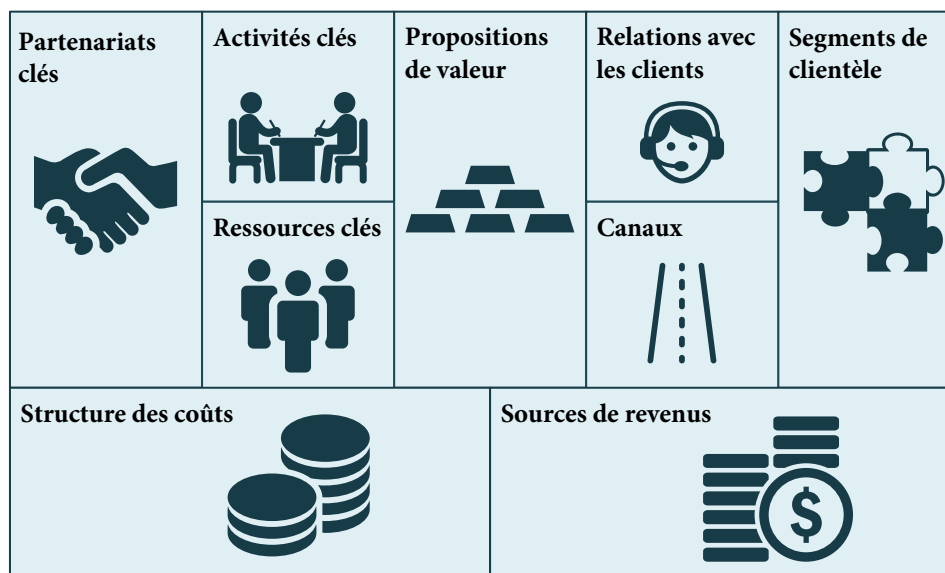 Partenariats
clés
Activités clés
Ressources clés
Propositions
de valeur
Relations avec
les clients
Canaux
Segments de
clientèle
Structure des coûts
Sources de revenus
$